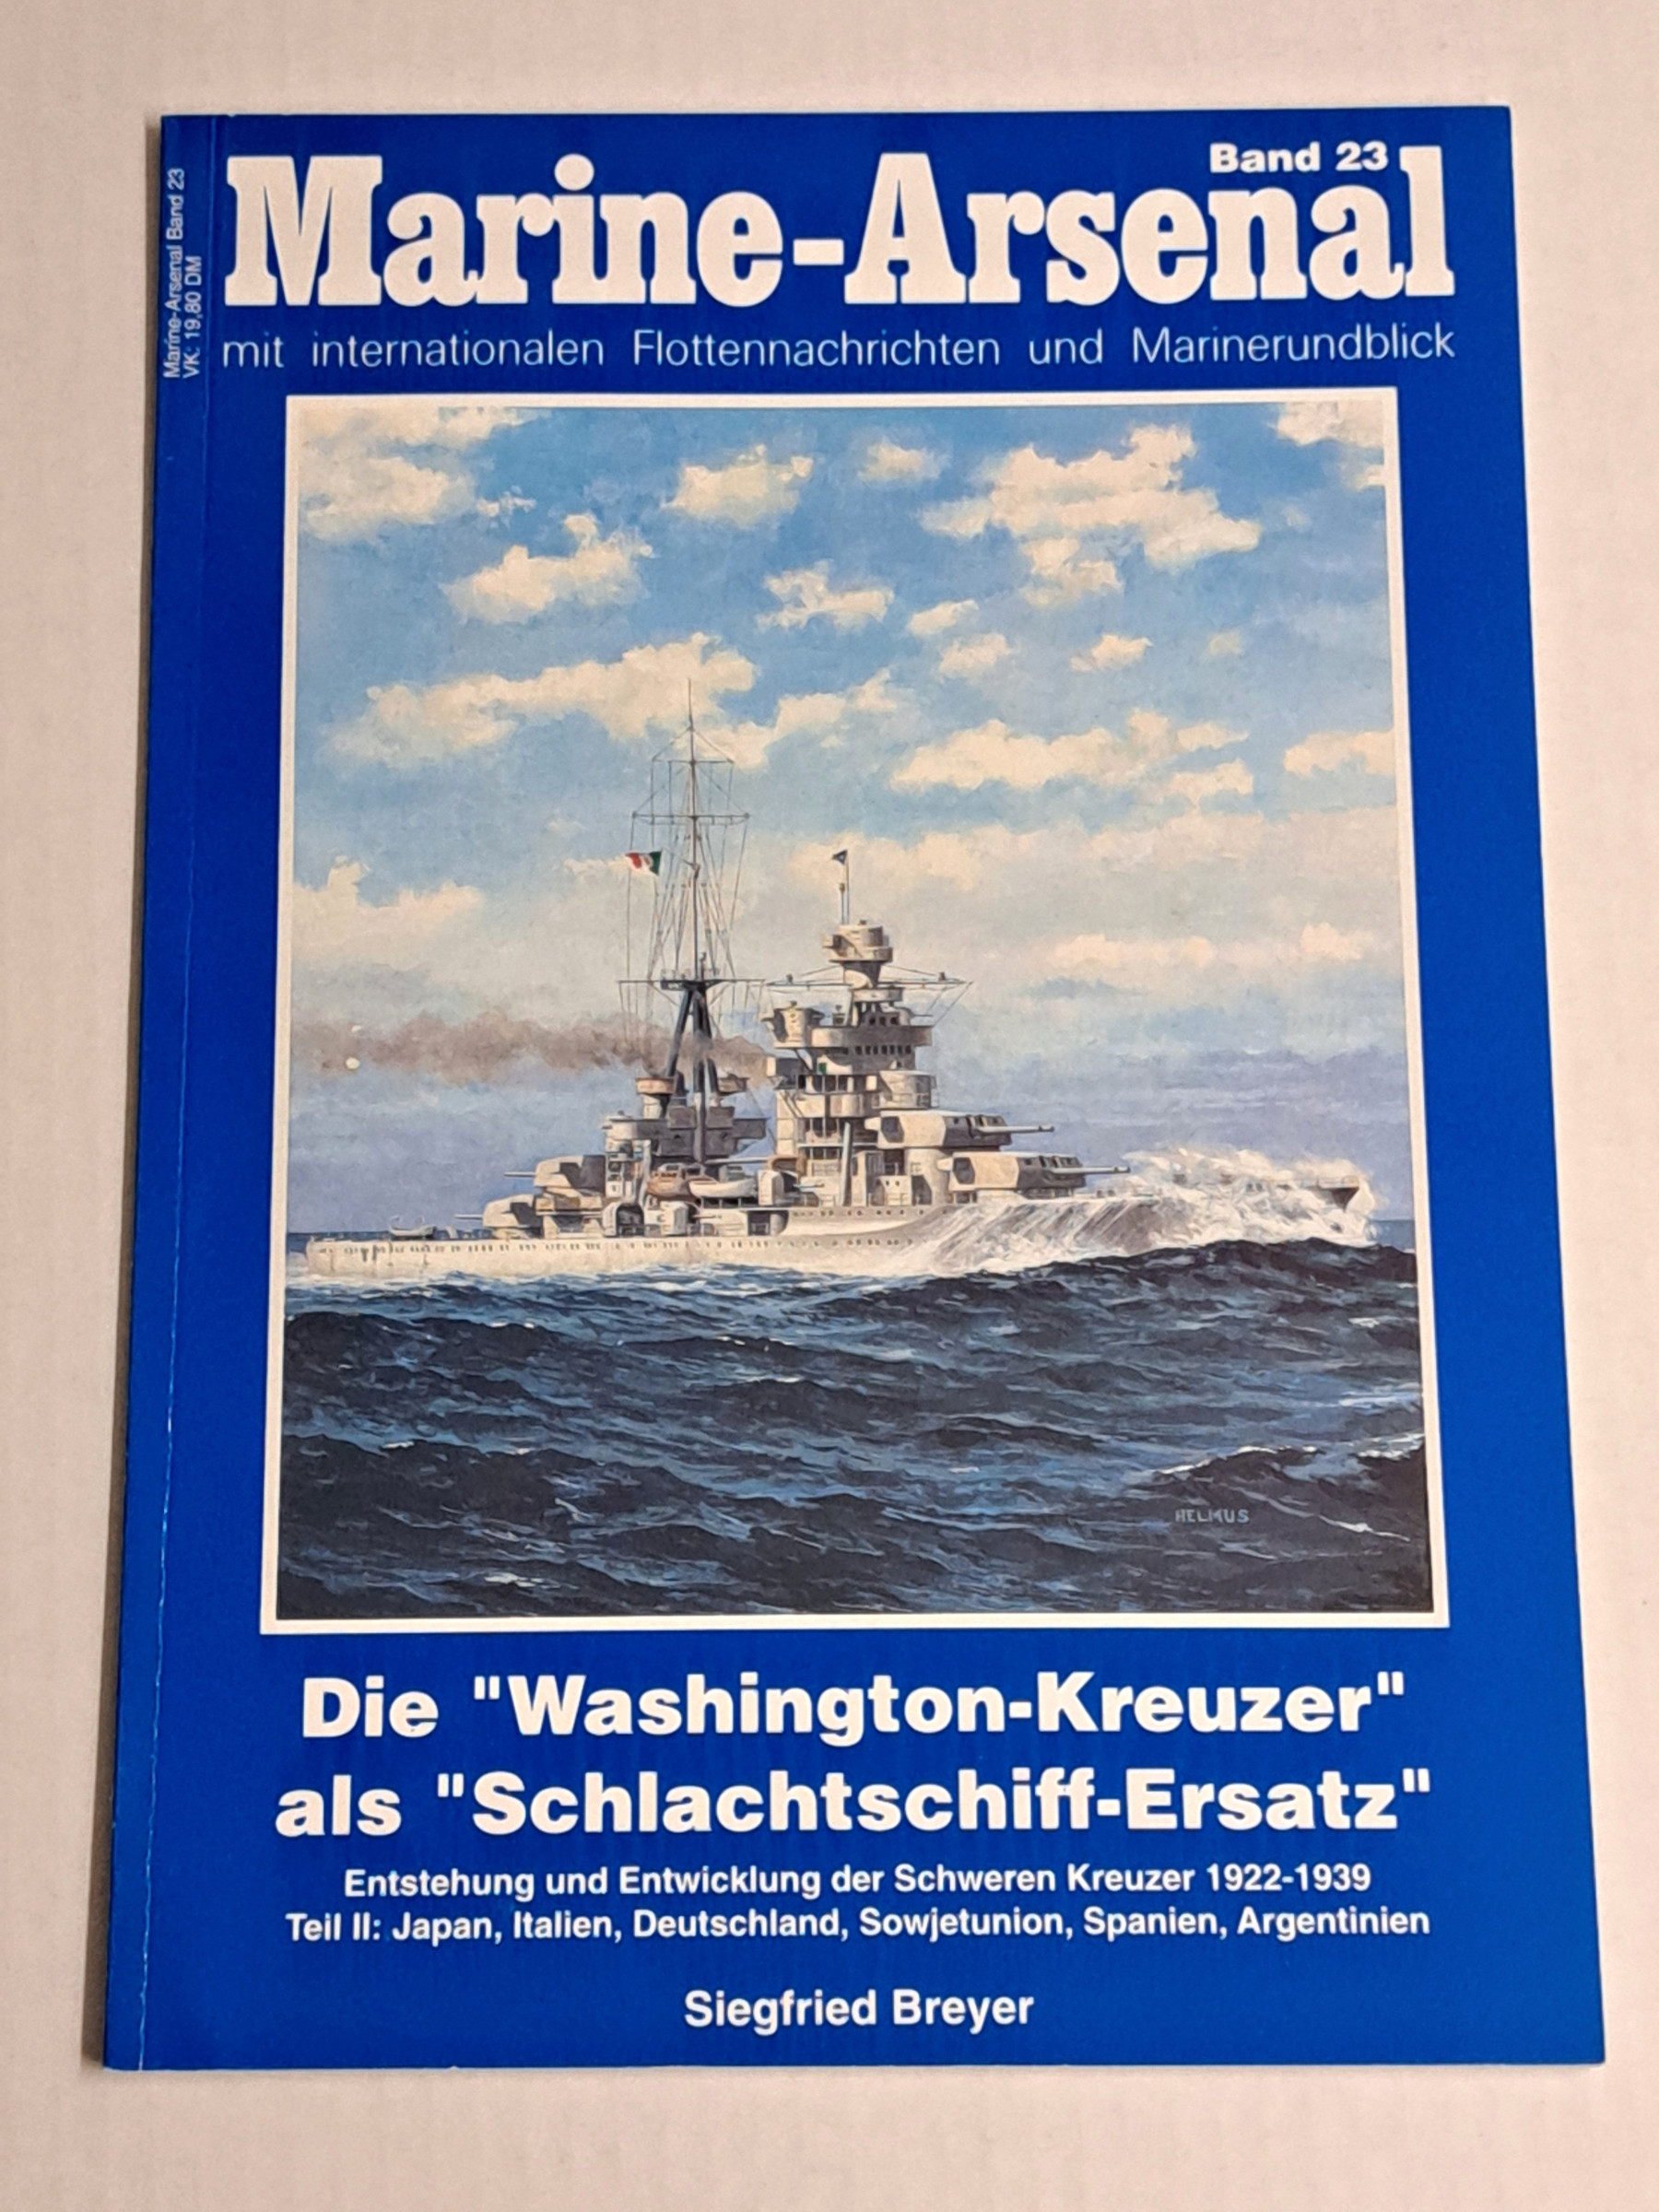 Marine-Arsenal Band 23
VK: 19,80 DM
Band 23
Marine-Arsenal
mit internationalen Flottennachrichten und Marinerundblick
HELMUS
Die "Washington-Kreuzer"
als "Schlachtschiff-Ersatz"
Entstehung und Entwicklung der Schweren Kreuzer 1922-1939
Teil II: Japan, Italien, Deutschland, Sowjetunion, Spanien, Argentinien
Siegfried Breyer